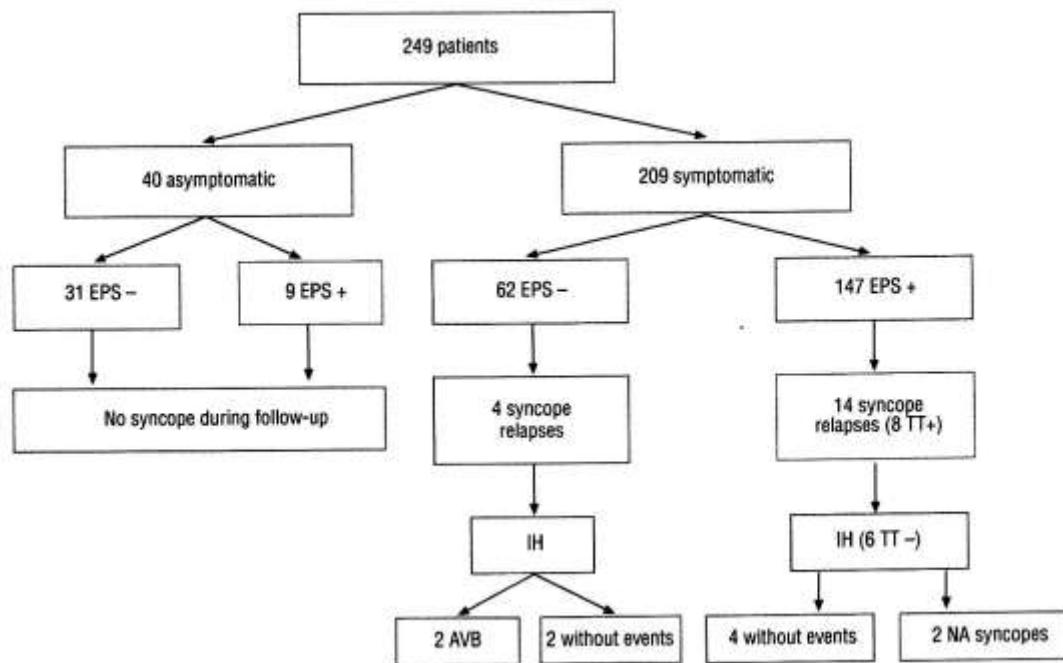 249 patients
40 asymptomatic
209 symptomatic
31 EPS –
9 EPS +
62 EPS –
147 EPS +
No syncope during follow-up
4 syncope
relapses
14 syncope
relapses (8 TT+)
IH
IH (6 TT –)
2 AVB
2 without events
4 without events
2 NA syncopes